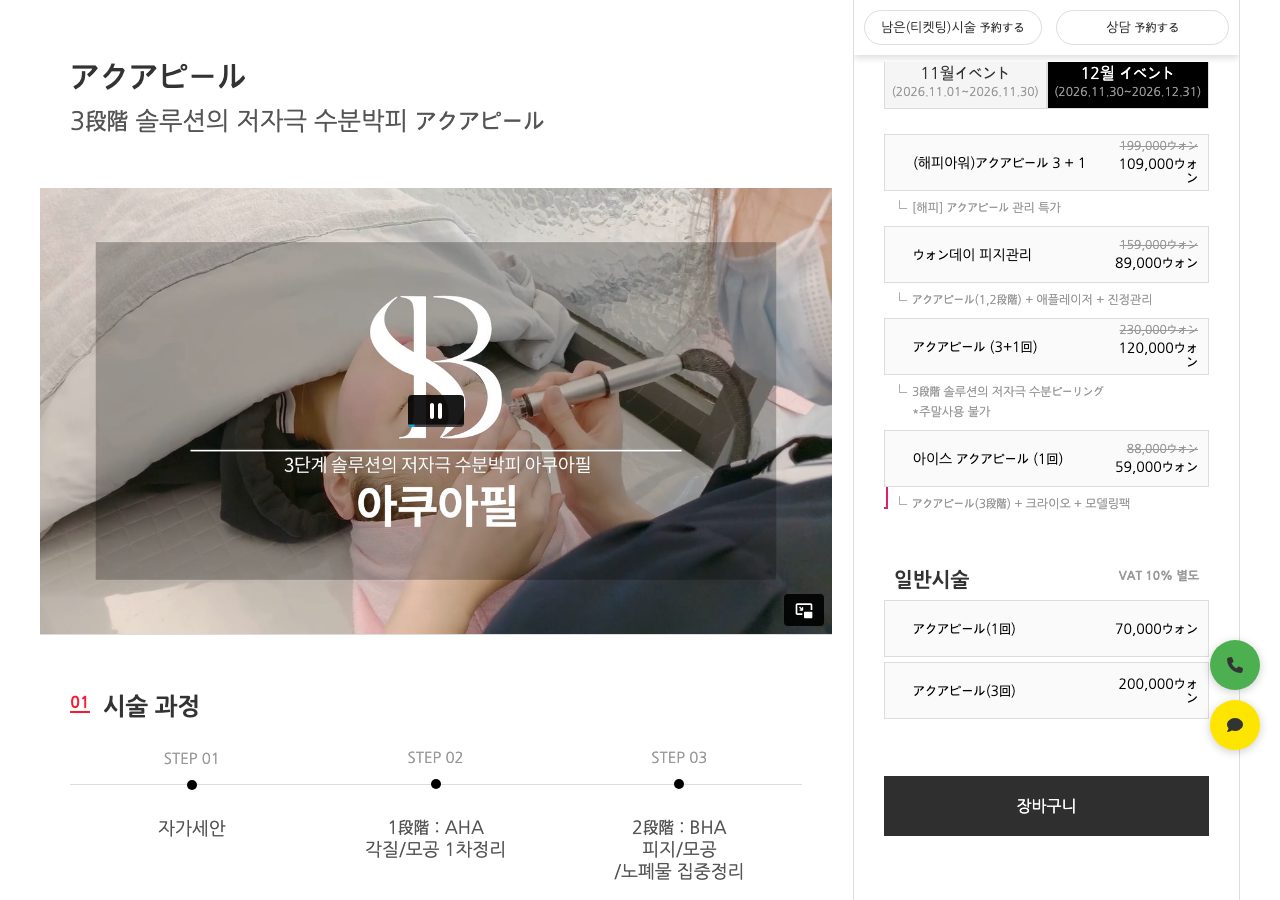 アクアピール
3段階 솔루션의 저자극 수분박피 アクアピール
SB
3단계 솔루션의 저자극 수분박피 아쿠아필
아쿠아필
01 시술 과정
STEP 01
자가세안
STEP 02
1段階 : AHA
각질/모공 1차정리
STEP 03
2段階 : BHA
피지/모공
/노폐물 집중정리
남은(티켓팅)시술 予約する
상담 予約する
11월イベント
(2026.11.01~2026.11.30)
12월 イベント
(2026.11.30~2026.12.31)
(해피아워)アクアピール 3 + 1
199,000ウォン
109,000ウォ
ン
[해피] アクアピール 관리 특가
ウォン데이 피지관리
159,000ウォン
89,000ウォン
アクアピール(1,2段階) + 애플레이저 + 진정관리
アクアピール (3+1回)
230,000ウォン
120,000ウォ
ン
3段階 솔루션의 저자극 수분ピーリング
*주말사용 불가
아이스 アクアピール (1回)
88,000ウォン
59,000ウォン
アクアピール(3段階) + 크라이오 + 모델링팩
일반시술
VAT 10% 별도
アクアピール(1回)
70,000ウォン
アクアピール(3回)
200,000ウォ
ン
장바구니